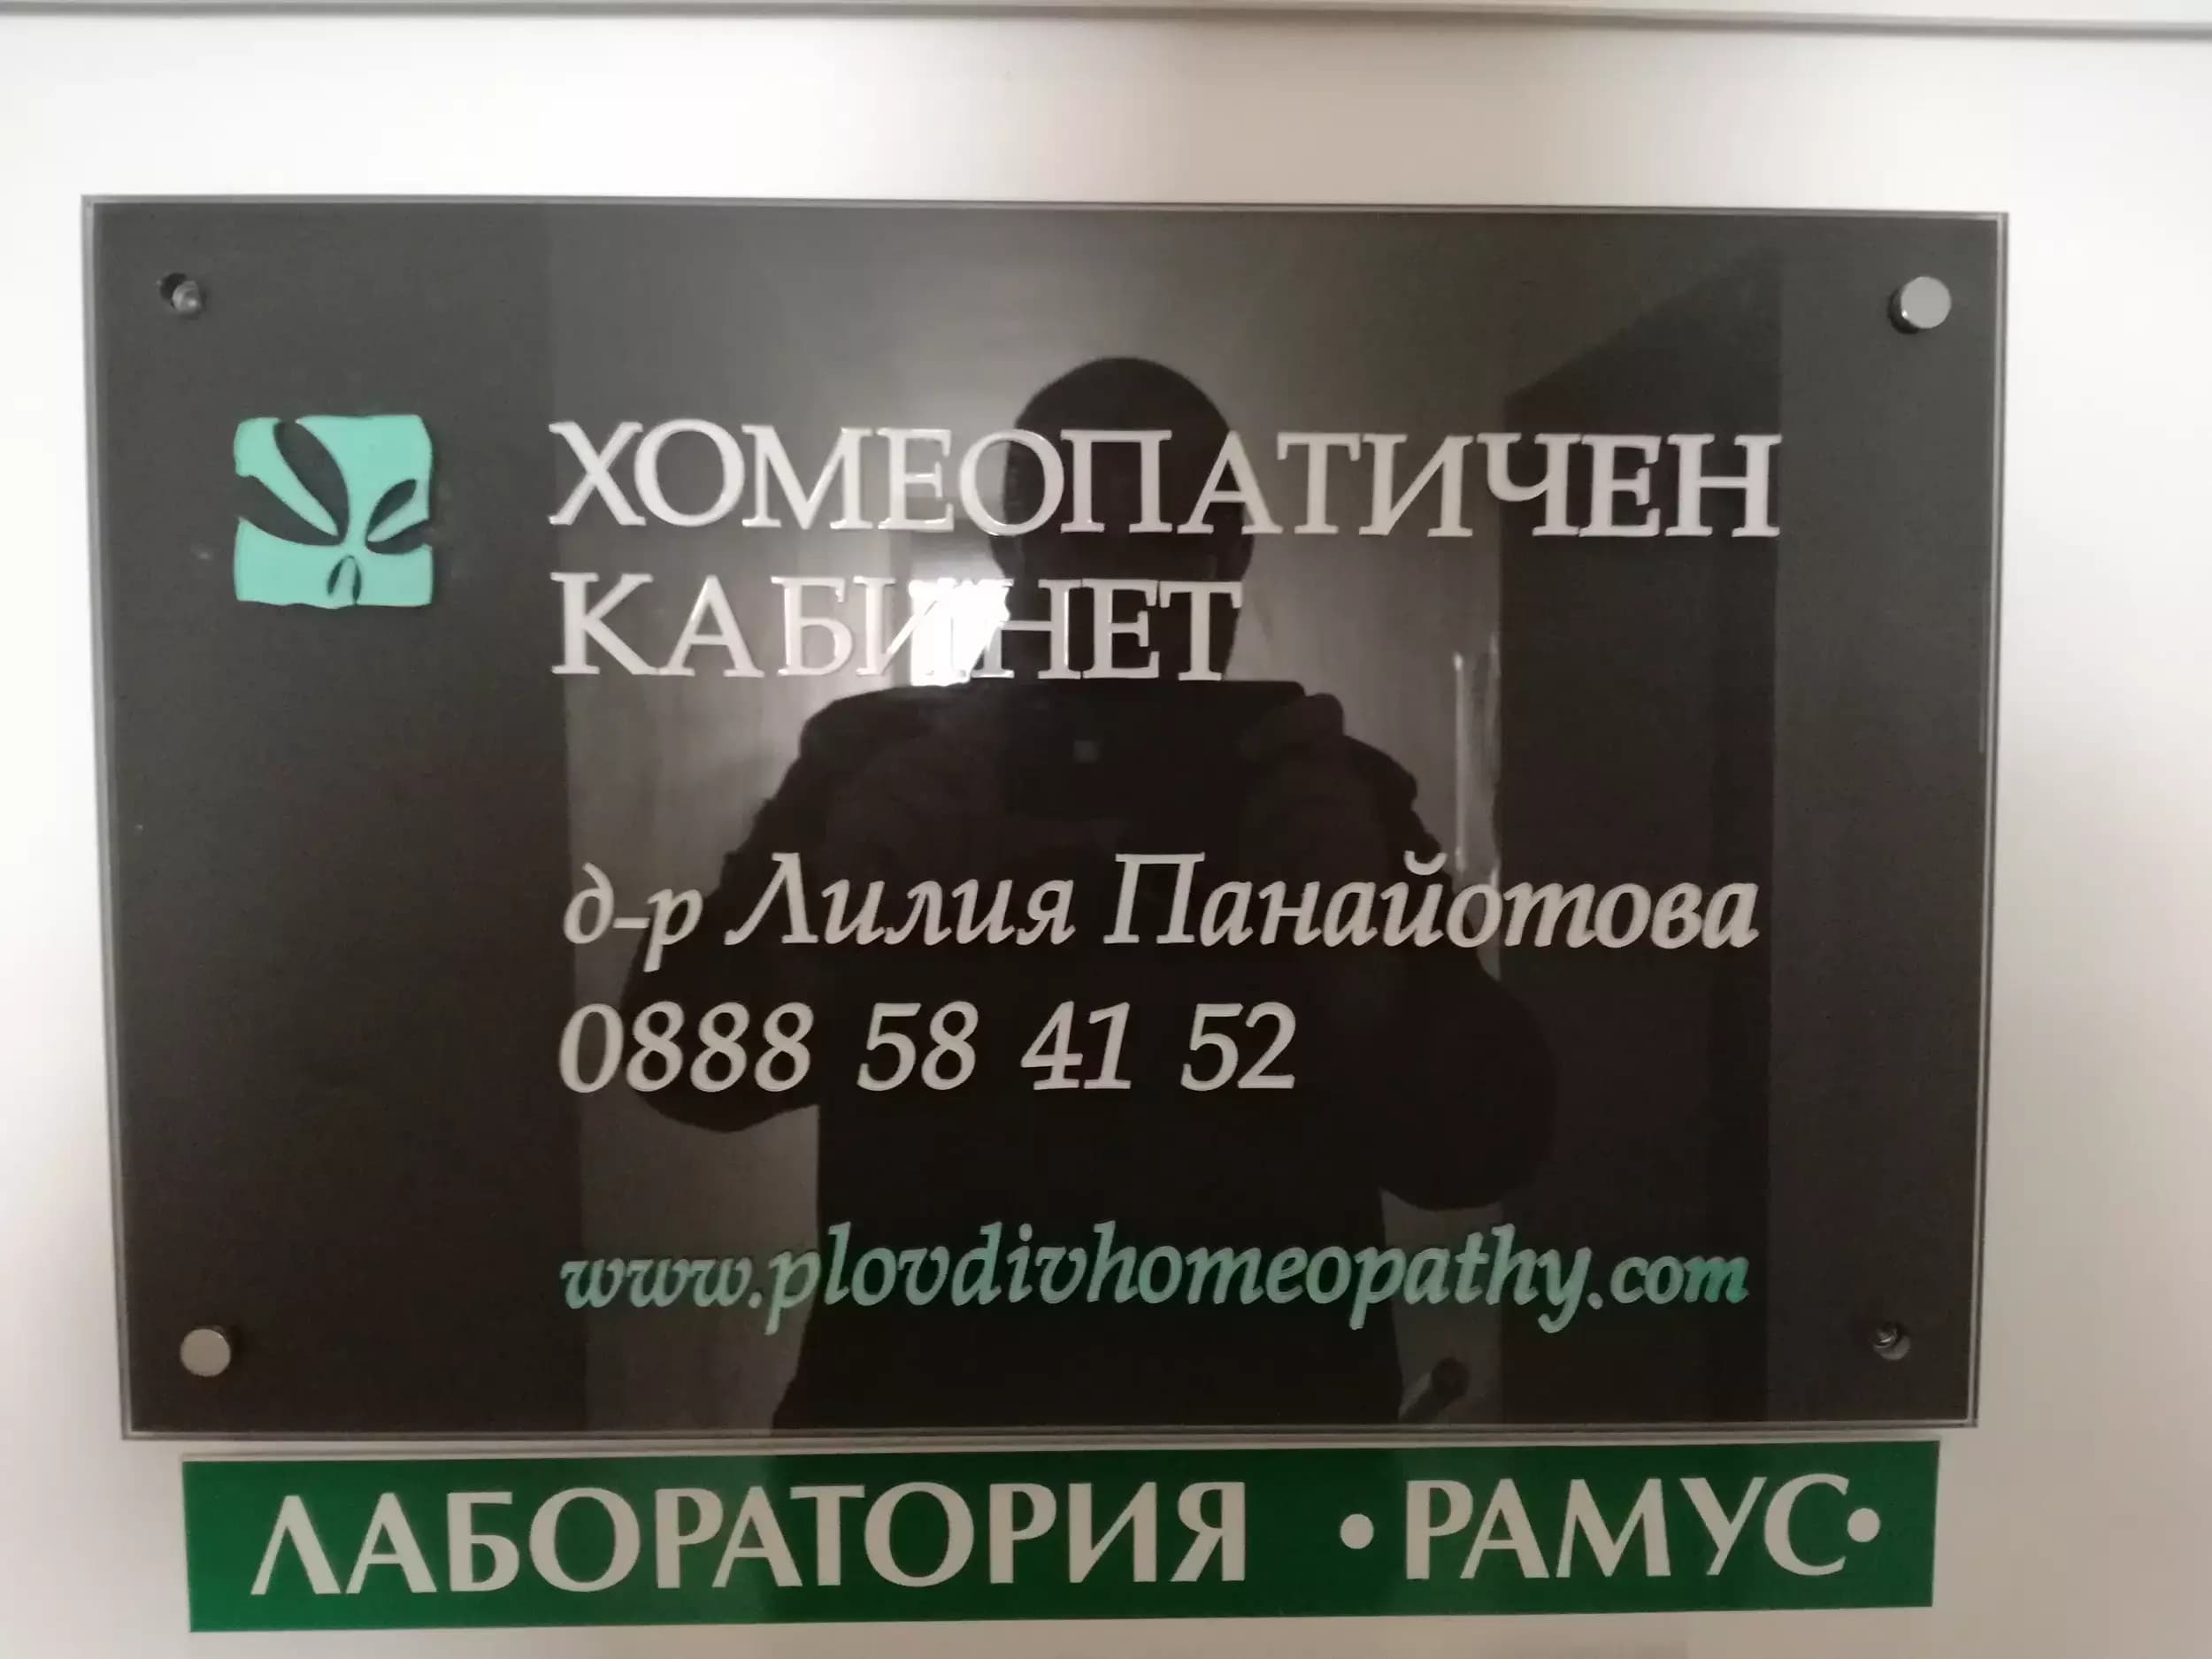 ХОМЕОПАТИЧЕН
КАБИНЕТ
д-р Лилия Панайотова
0888 58 41 52
www.plovdivhomeopathy.com
ЛАБОРАТОРИЯ •РАМУС•